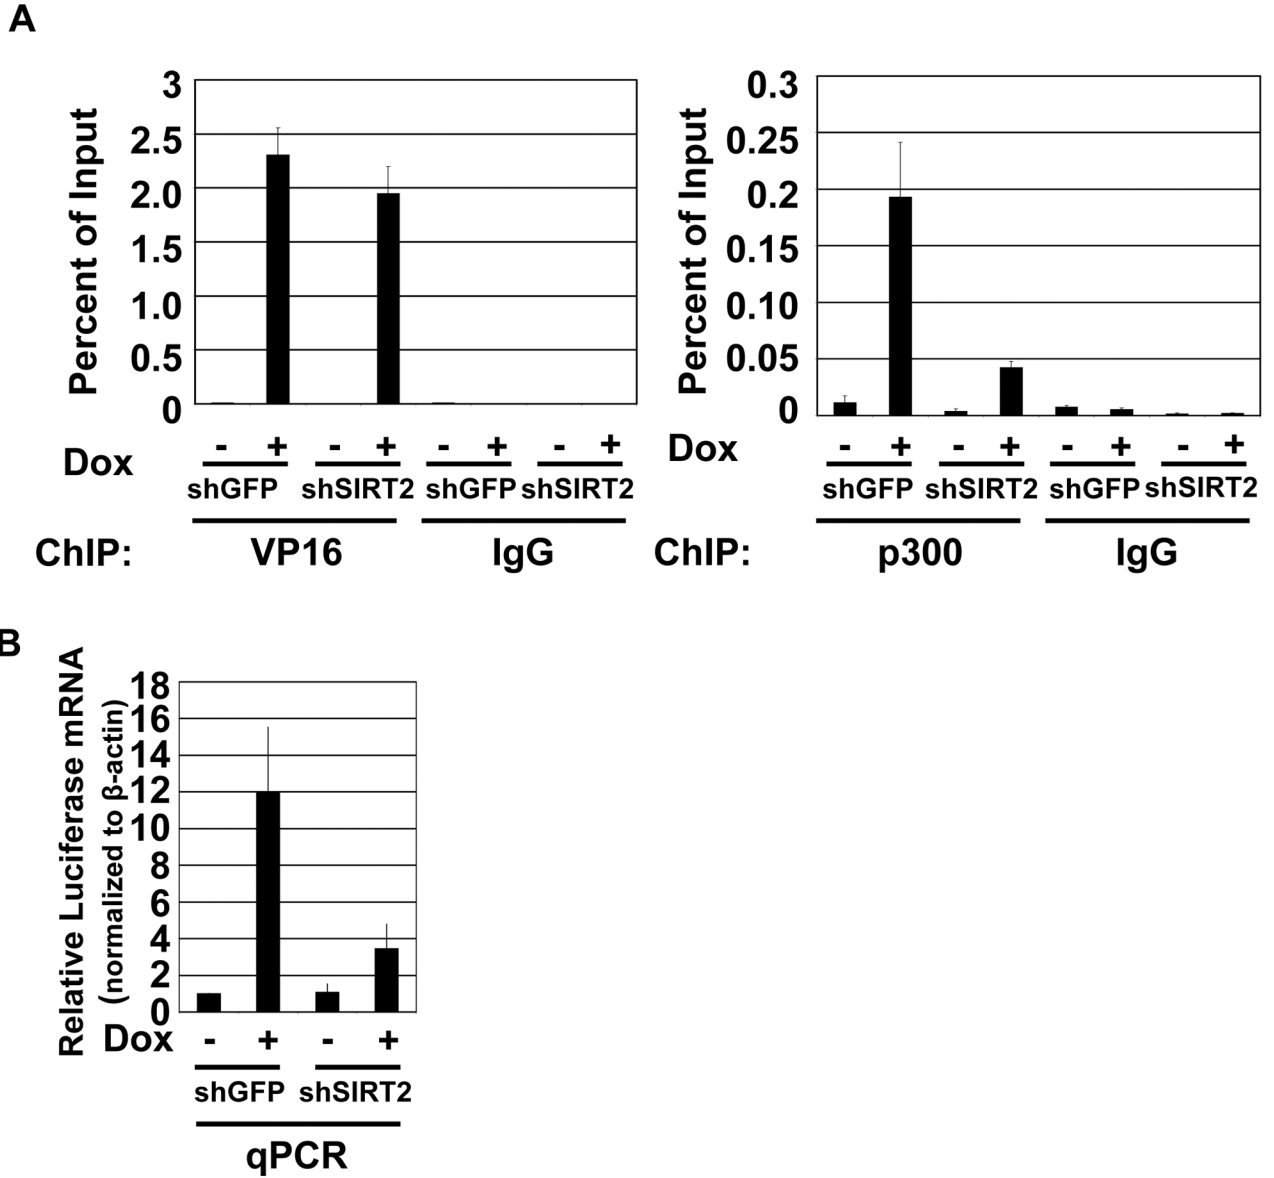 A
Percent of Input
3
2.5
2.0
1.5
1.0
0.5
0
Dox - + - + - + - +
shGFP shSIRT2 shGFP shSIRT2
ChIP: VP16 IgG
Percent of Input
0.3
0.25
0.2
0.15
0.10
0.05
0
Dox - + - + - + - +
shGFP shSIRT2 shGFP shSIRT2
ChIP: p300 IgG
B
Relative Luciferase mRNA
(normalized to β-actin)
18
16
14
12
10
8
6
4
2
0
Dox - + - +
shGFP shSIRT2
qPCR